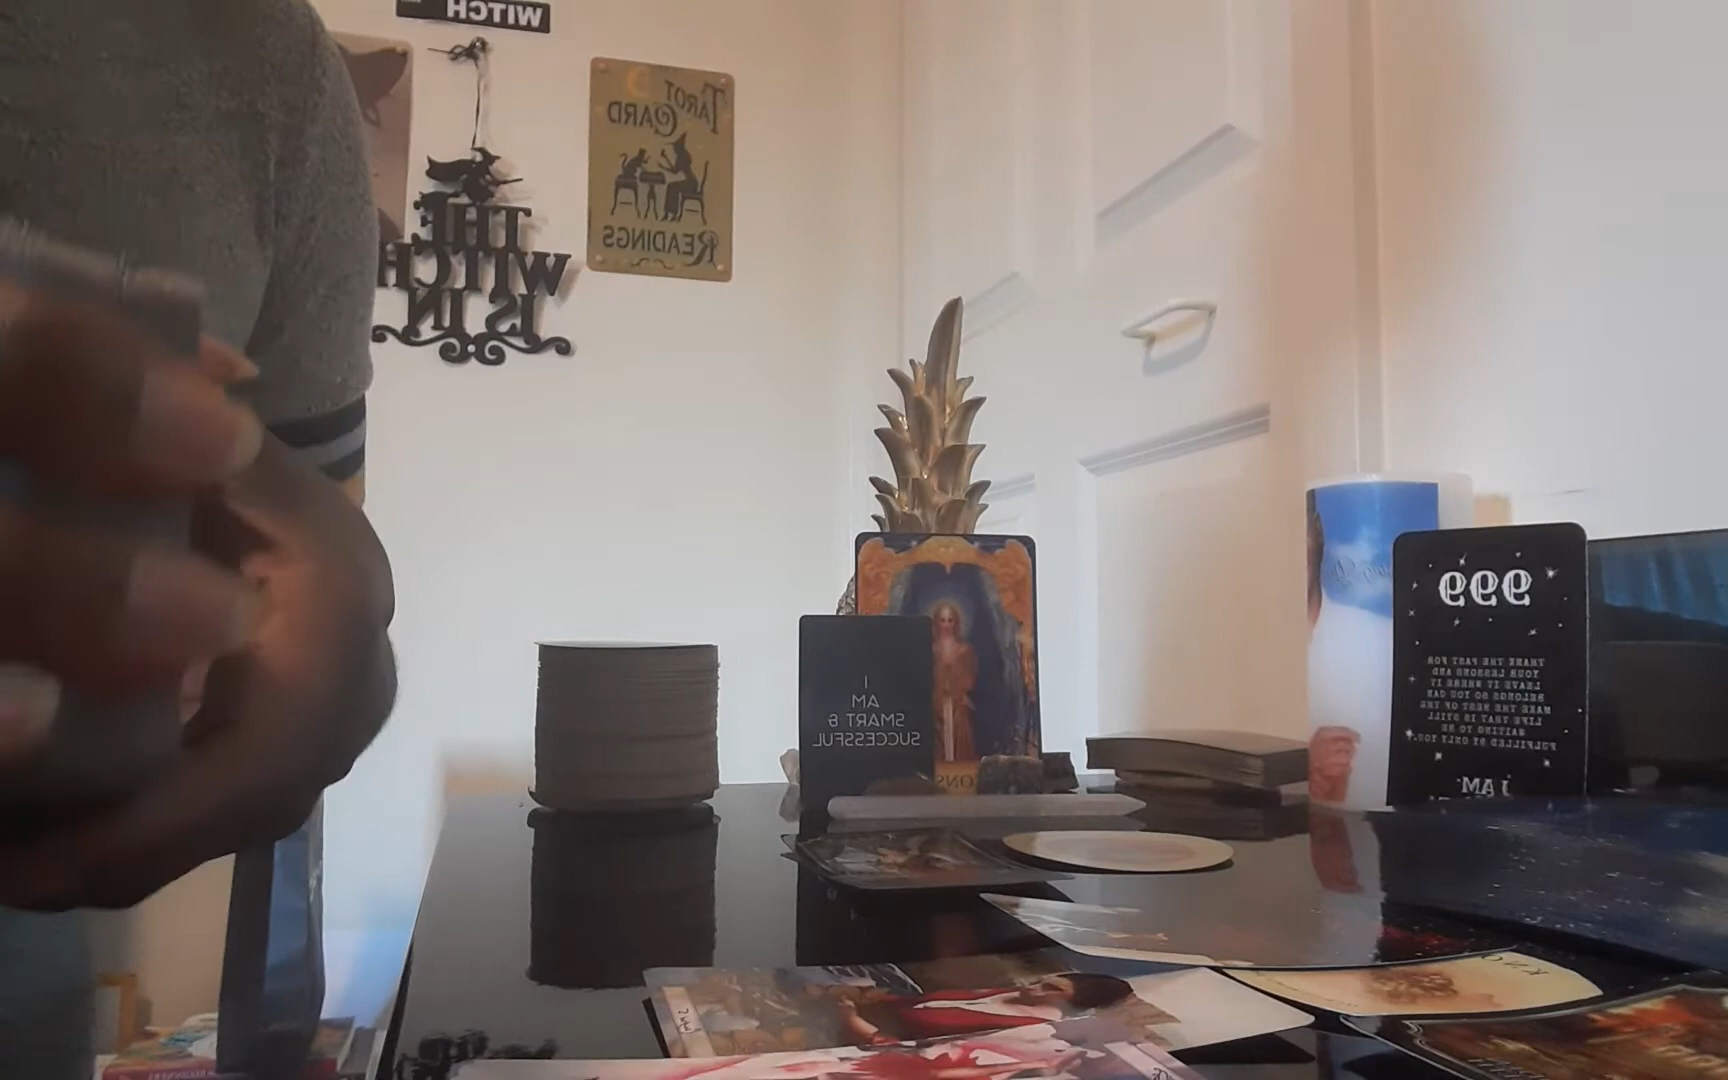 WITCH
TAROT
CARD
READINGS
THE
WITCH
IS IN
I
AM
SMART &
SUCCESSFUL
999
THANK THE PAST FOR
YOUR LESSONS AND
LEAVE IT WHERE IT
BELONGS SO YOU CAN
MAKE THE BEST OF THE
LIFE THAT IS STILL
WAITING TO BE
FULFILLED BY ONLY YOU.
I AM